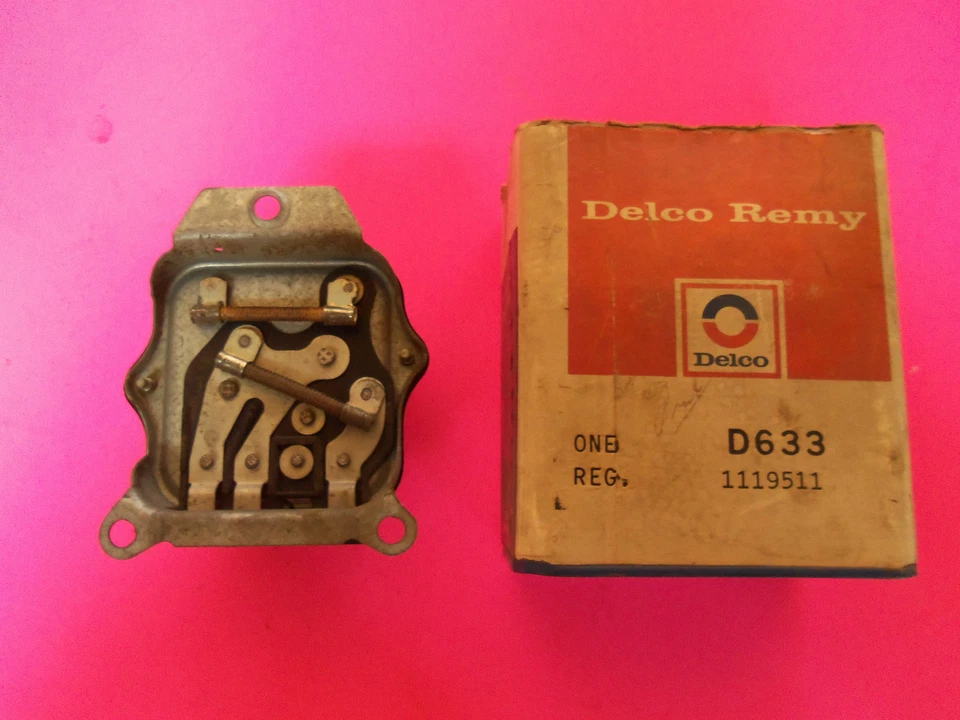 Delco Remy
Delco
ONE D633
REG. 1119511